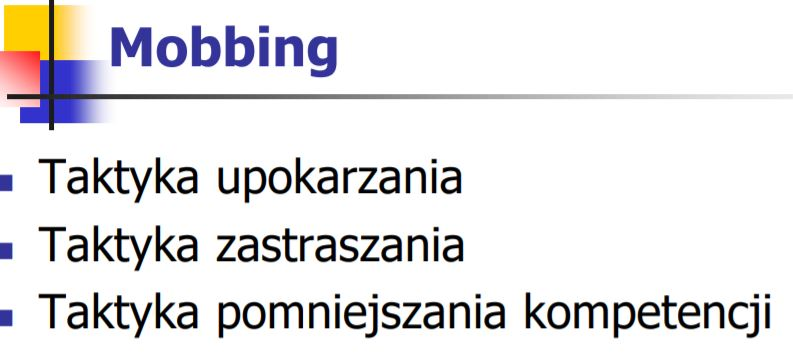 Mobbing
Taktyka upokarzania
Taktyka zastraszania
Taktyka pomniejszania kompetencji